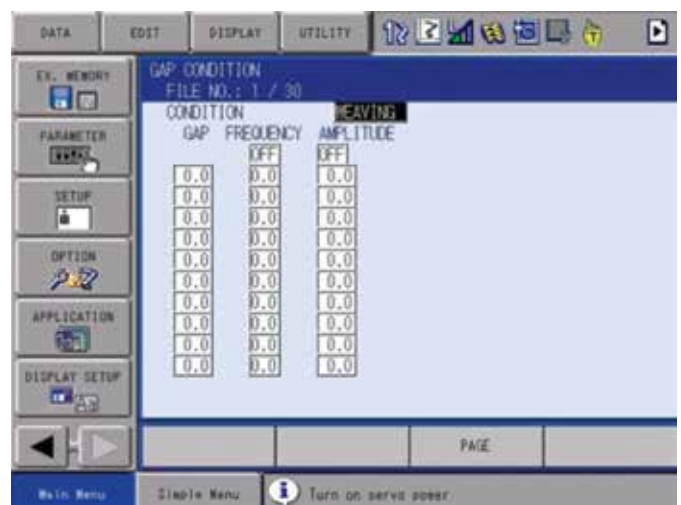 DATA EDIT DISPLAY UTILITY
EX. MEMORY
PARAMETER
SETUP
OPTION
APPLICATION
DISPLAY SETUP
GAP CONDITION
FILE NO.: 1 / 30
CONDITION WEAVING
GAP FREQUENCY AMPLITUDE
OFF OFF
0.0 0.0 0.0
0.0 0.0 0.0
0.0 0.0 0.0
0.0 0.0 0.0
0.0 0.0 0.0
0.0 0.0 0.0
0.0 0.0 0.0
0.0 0.0 0.0
0.0 0.0 0.0
0.0 0.0 0.0
PAGE
Main Menu Simple Menu Turn on servo power